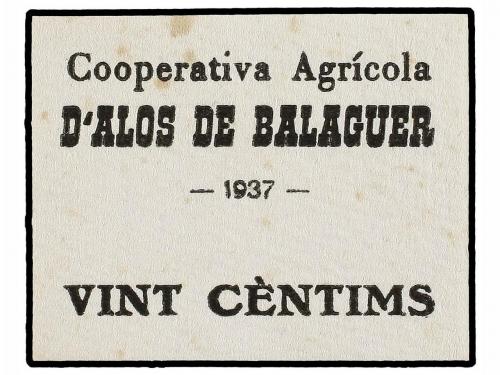 Cooperativa Agrícola
D'ALOS DE BALAGUER
— 1937 —
VINT CÈNTIMS